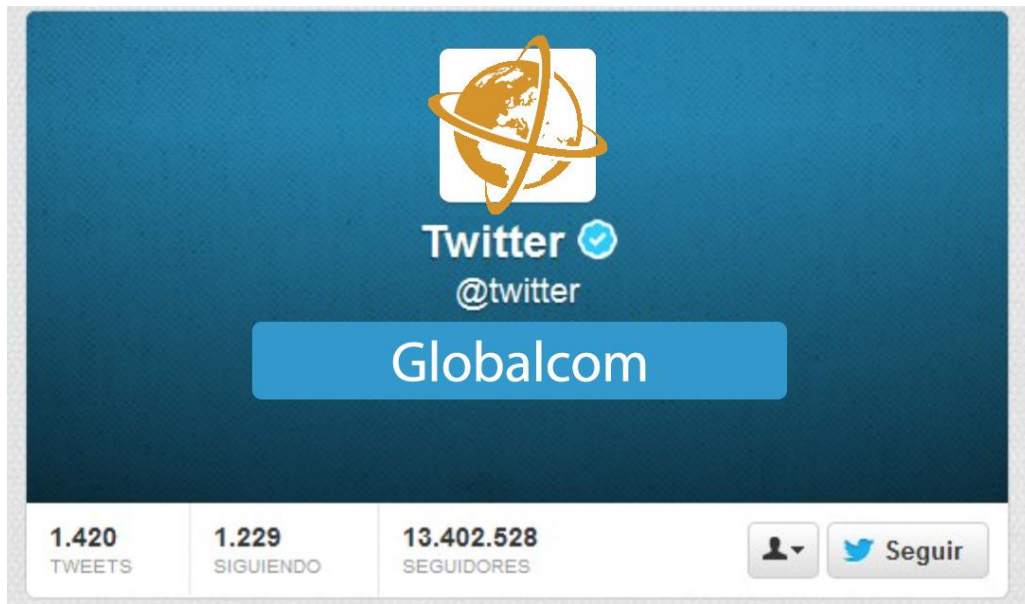 Twitter
@twitter
Globalcom
1.420 1.229 13.402.528
TWEETS SIGUIENDO SEGUIDORES
Seguir